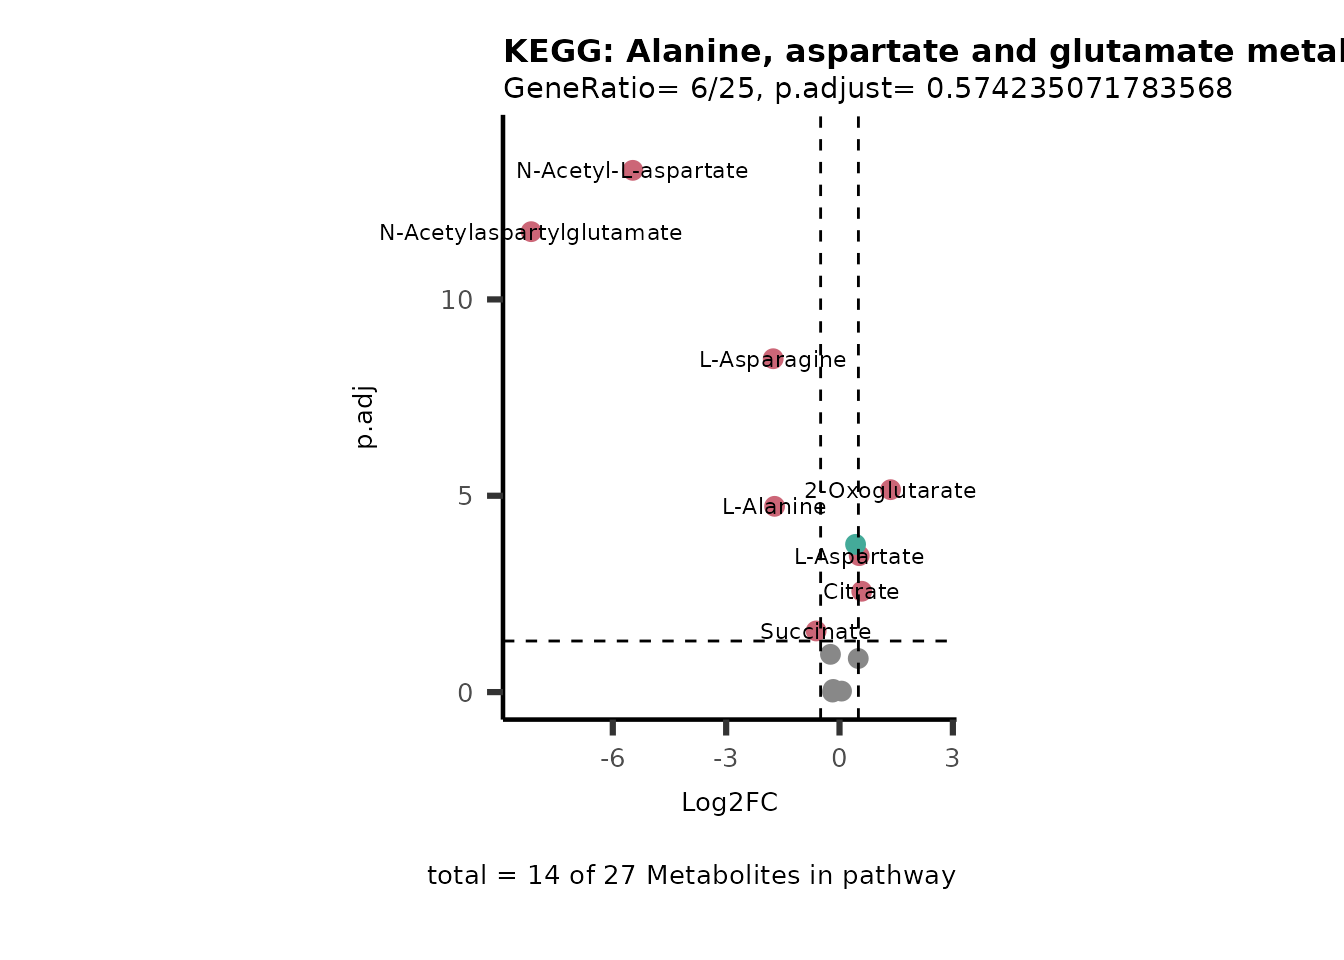 KEGG: Alanine, aspartate and glutamate metal
GeneRatio= 6/25, p.adjust= 0.574235071783568
N-Acetyl-L-aspartate
N-Acetylaspartylglutamate
10
L-Asparagine
p.adj
2-Oxoglutarate
5
L-Alanine
L-Aspartate
Citrate
Succinate
0
-6 -3 0 3
Log2FC
total = 14 of 27 Metabolites in pathway